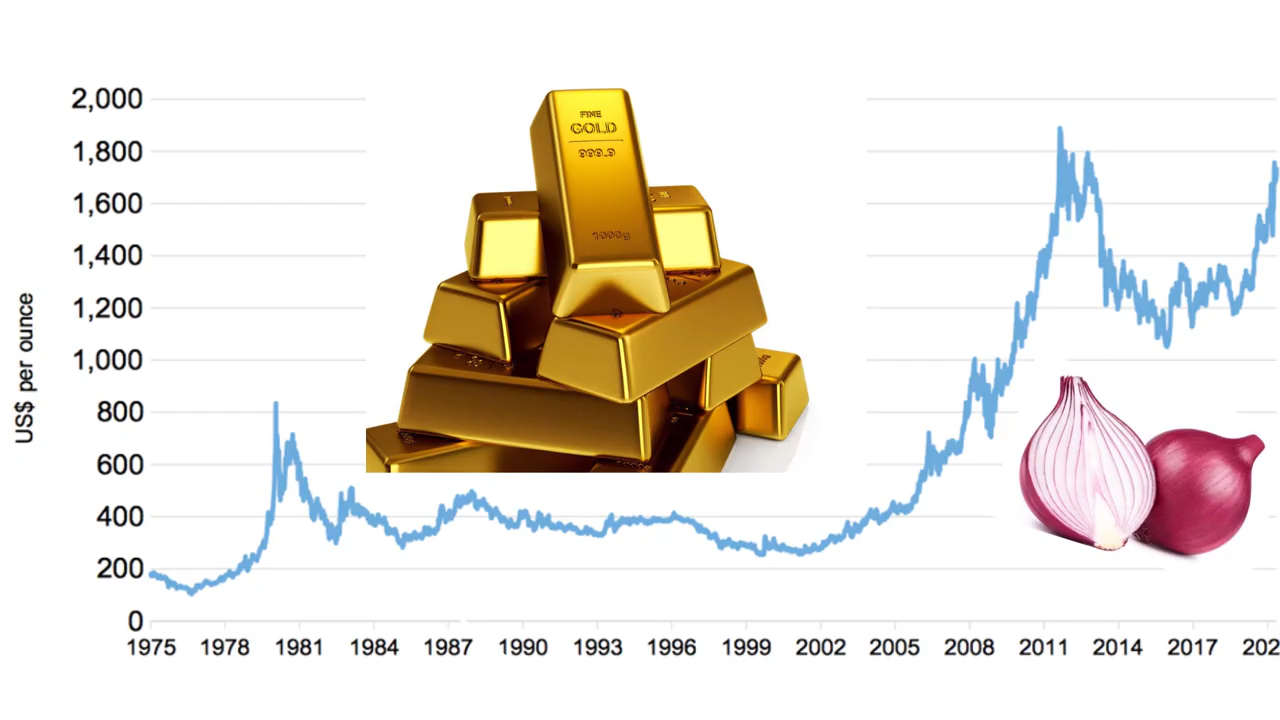 2,000
1,800
1,600
1,400
1,200
1,000
800
600
400
200
0
US$ per ounce
FINE
GOLD
999.9
1000g
1975 1978 1981 1984 1987 1990 1993 1996 1999 2002 2005 2008 2011 2014 2017 202